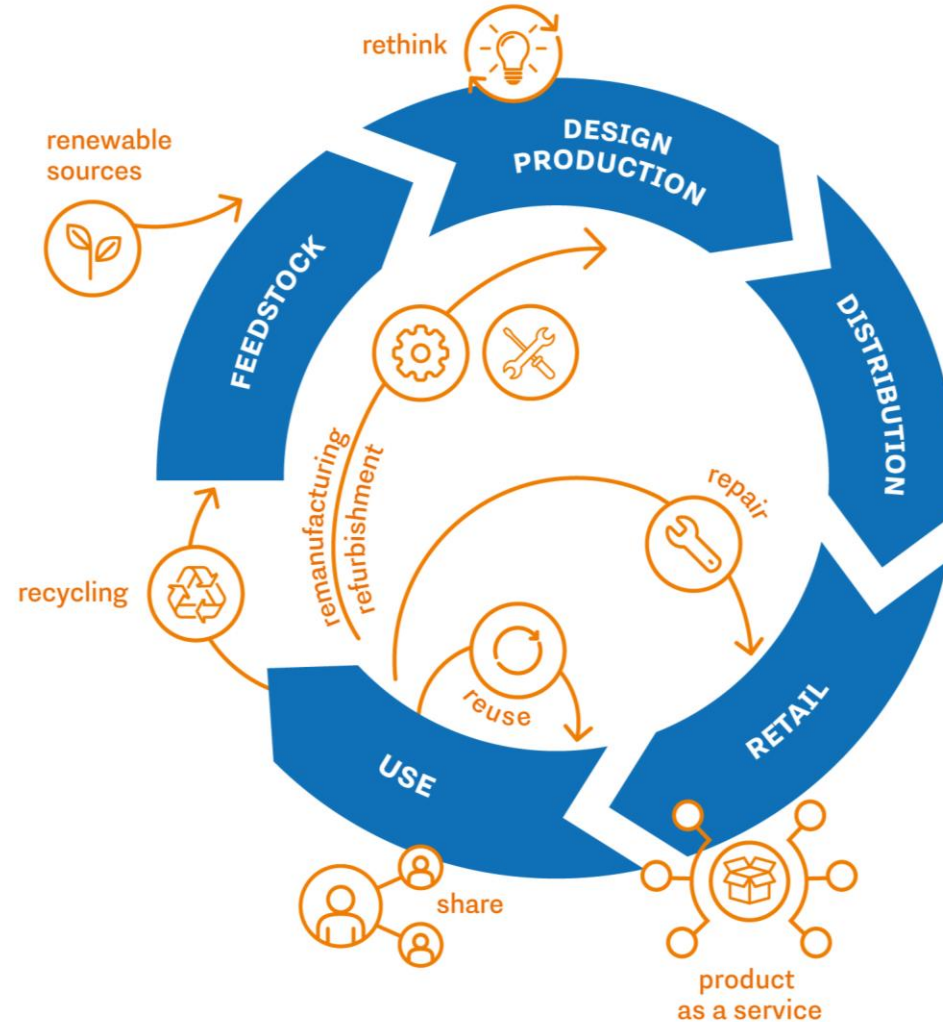 rethink
DESIGN
PRODUCTION
renewable
sources
FEEDSTOCK
DISTRIBUTION
remanufacturing
refurbishment
repair
recycling
reuse
RETAIL
USE
share
product
as a service